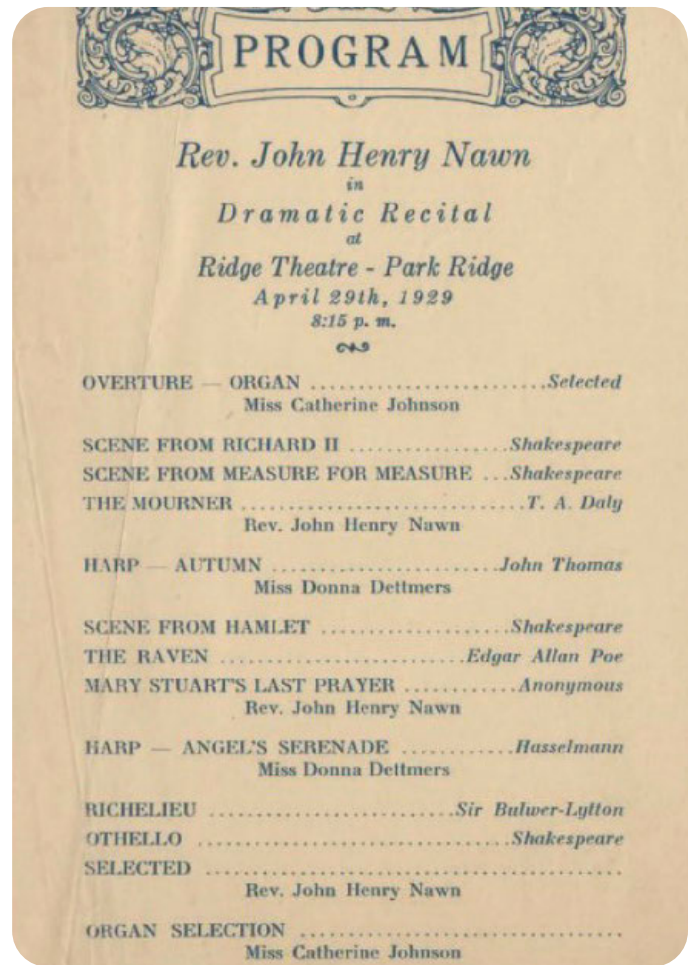 PROGRAM
Rev. John Henry Nawn
in
Dramatic Recital
at
Ridge Theatre - Park Ridge
April 29th, 1929
8:15 p. m.
OVERTURE — ORGAN ........................Selected
Miss Catherine Johnson
SCENE FROM RICHARD II ................Shakespeare
SCENE FROM MEASURE FOR MEASURE ...Shakespeare
THE MOURNER .............................T. A. Daly
Rev. John Henry Nawn
HARP — AUTUMN .......................John Thomas
Miss Donna Dettmers
SCENE FROM HAMLET ...................Shakespeare
THE RAVEN .........................Edgar Allan Poe
MARY STUART'S LAST PRAYER ...........Anonymous
Rev. John Henry Nawn
HARP — ANGEL'S SERENADE ...........Hasselmann
Miss Donna Dettmers
RICHELIEU .........................Sir Bulwer-Lytton
OTHELLO ................................Shakespeare
SELECTED ..........................................
Rev. John Henry Nawn
ORGAN SELECTION .................................
Miss Catherine Johnson